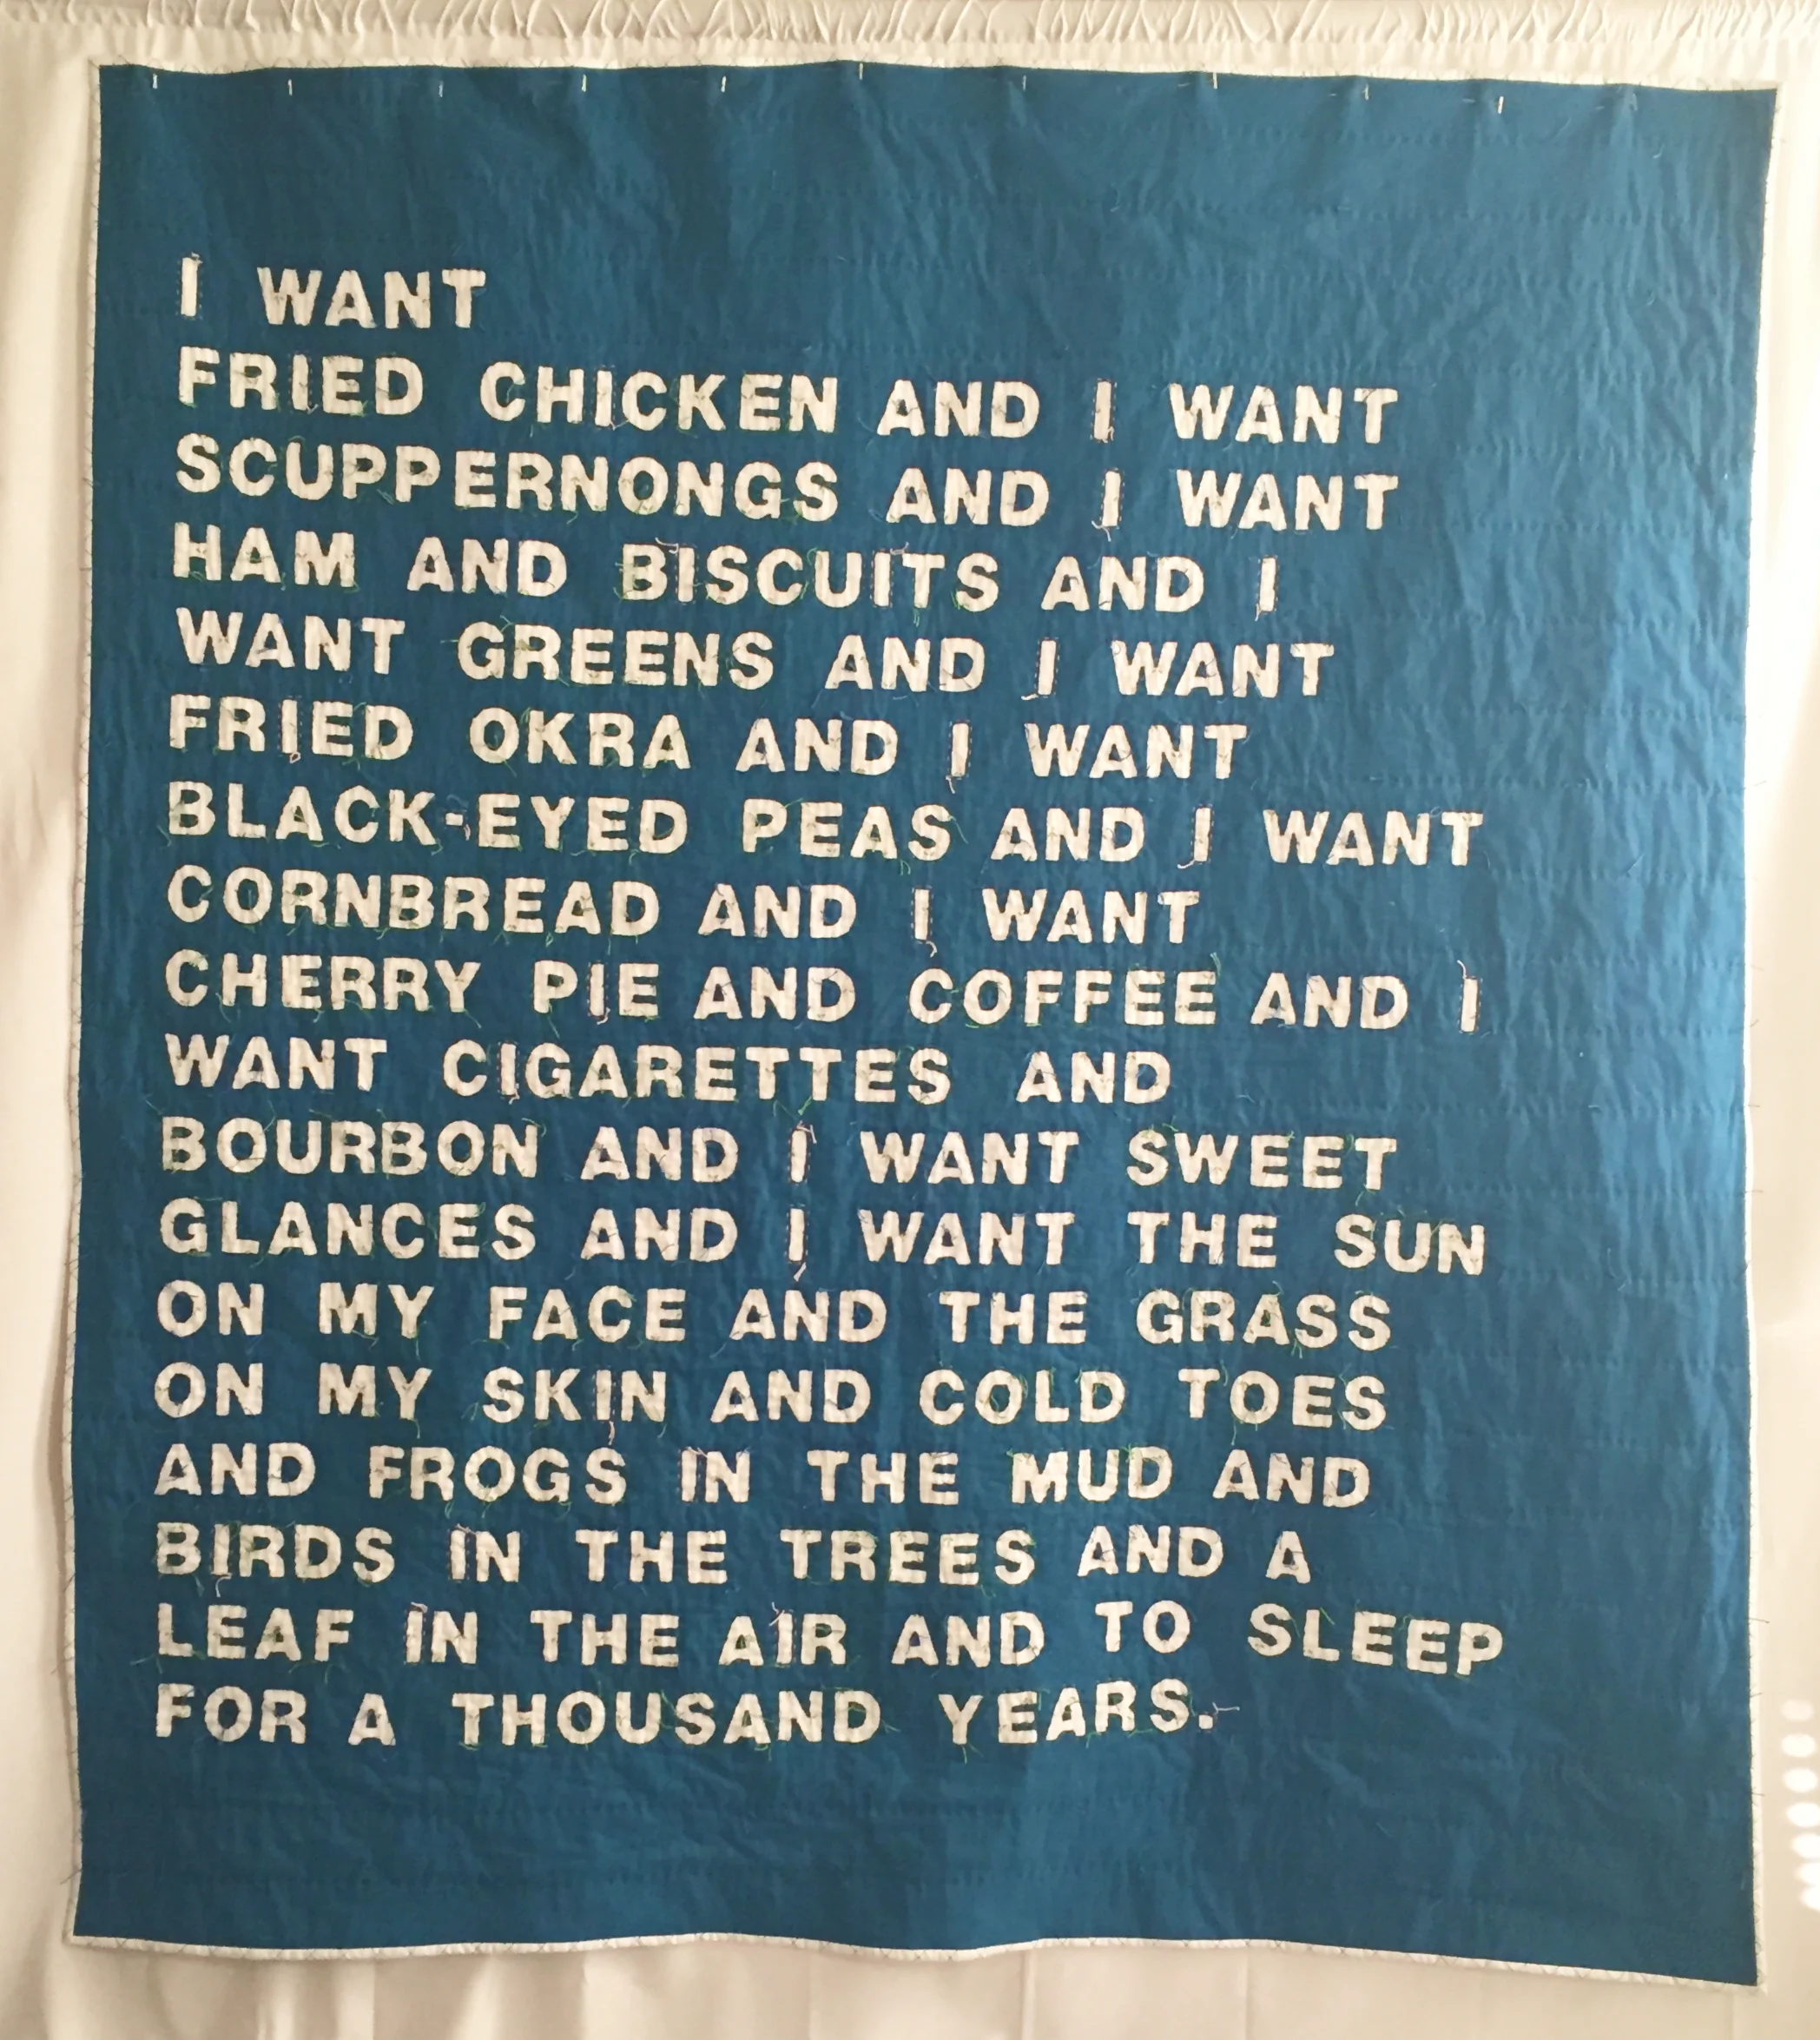 I WANT
FRIED CHICKEN AND I WANT
SCUPPERNONGS AND I WANT
HAM AND BISCUITS AND I
WANT GREENS AND I WANT
FRIED OKRA AND I WANT
BLACK-EYED PEAS AND I WANT
CORNBREAD AND I WANT
CHERRY PIE AND COFFEE AND I
WANT CIGARETTES AND
BOURBON AND I WANT SWEET
GLANCES AND I WANT THE SUN
ON MY FACE AND THE GRASS
ON MY SKIN AND COLD TOES
AND FROGS IN THE MUD AND
BIRDS IN THE TREES AND A
LEAF IN THE AIR AND TO SLEEP
FOR A THOUSAND YEARS.